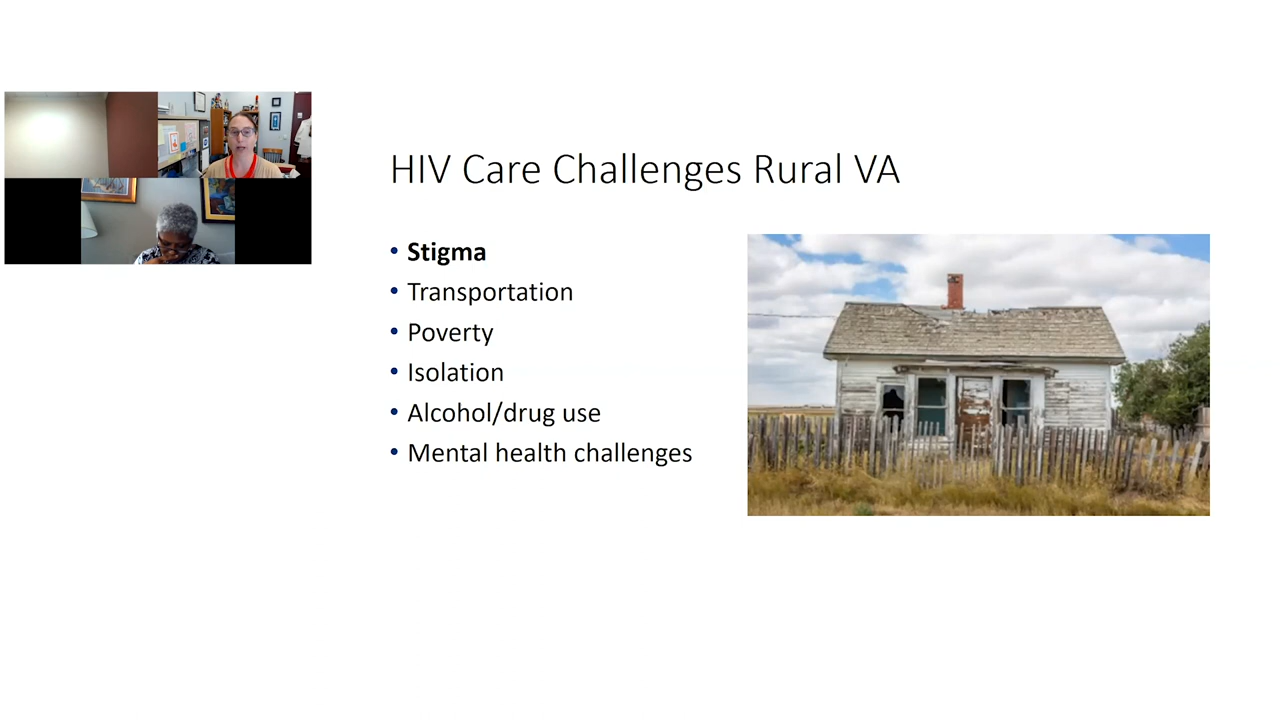 HIV Care Challenges Rural VA
• Stigma
• Transportation
• Poverty
• Isolation
• Alcohol/drug use
• Mental health challenges